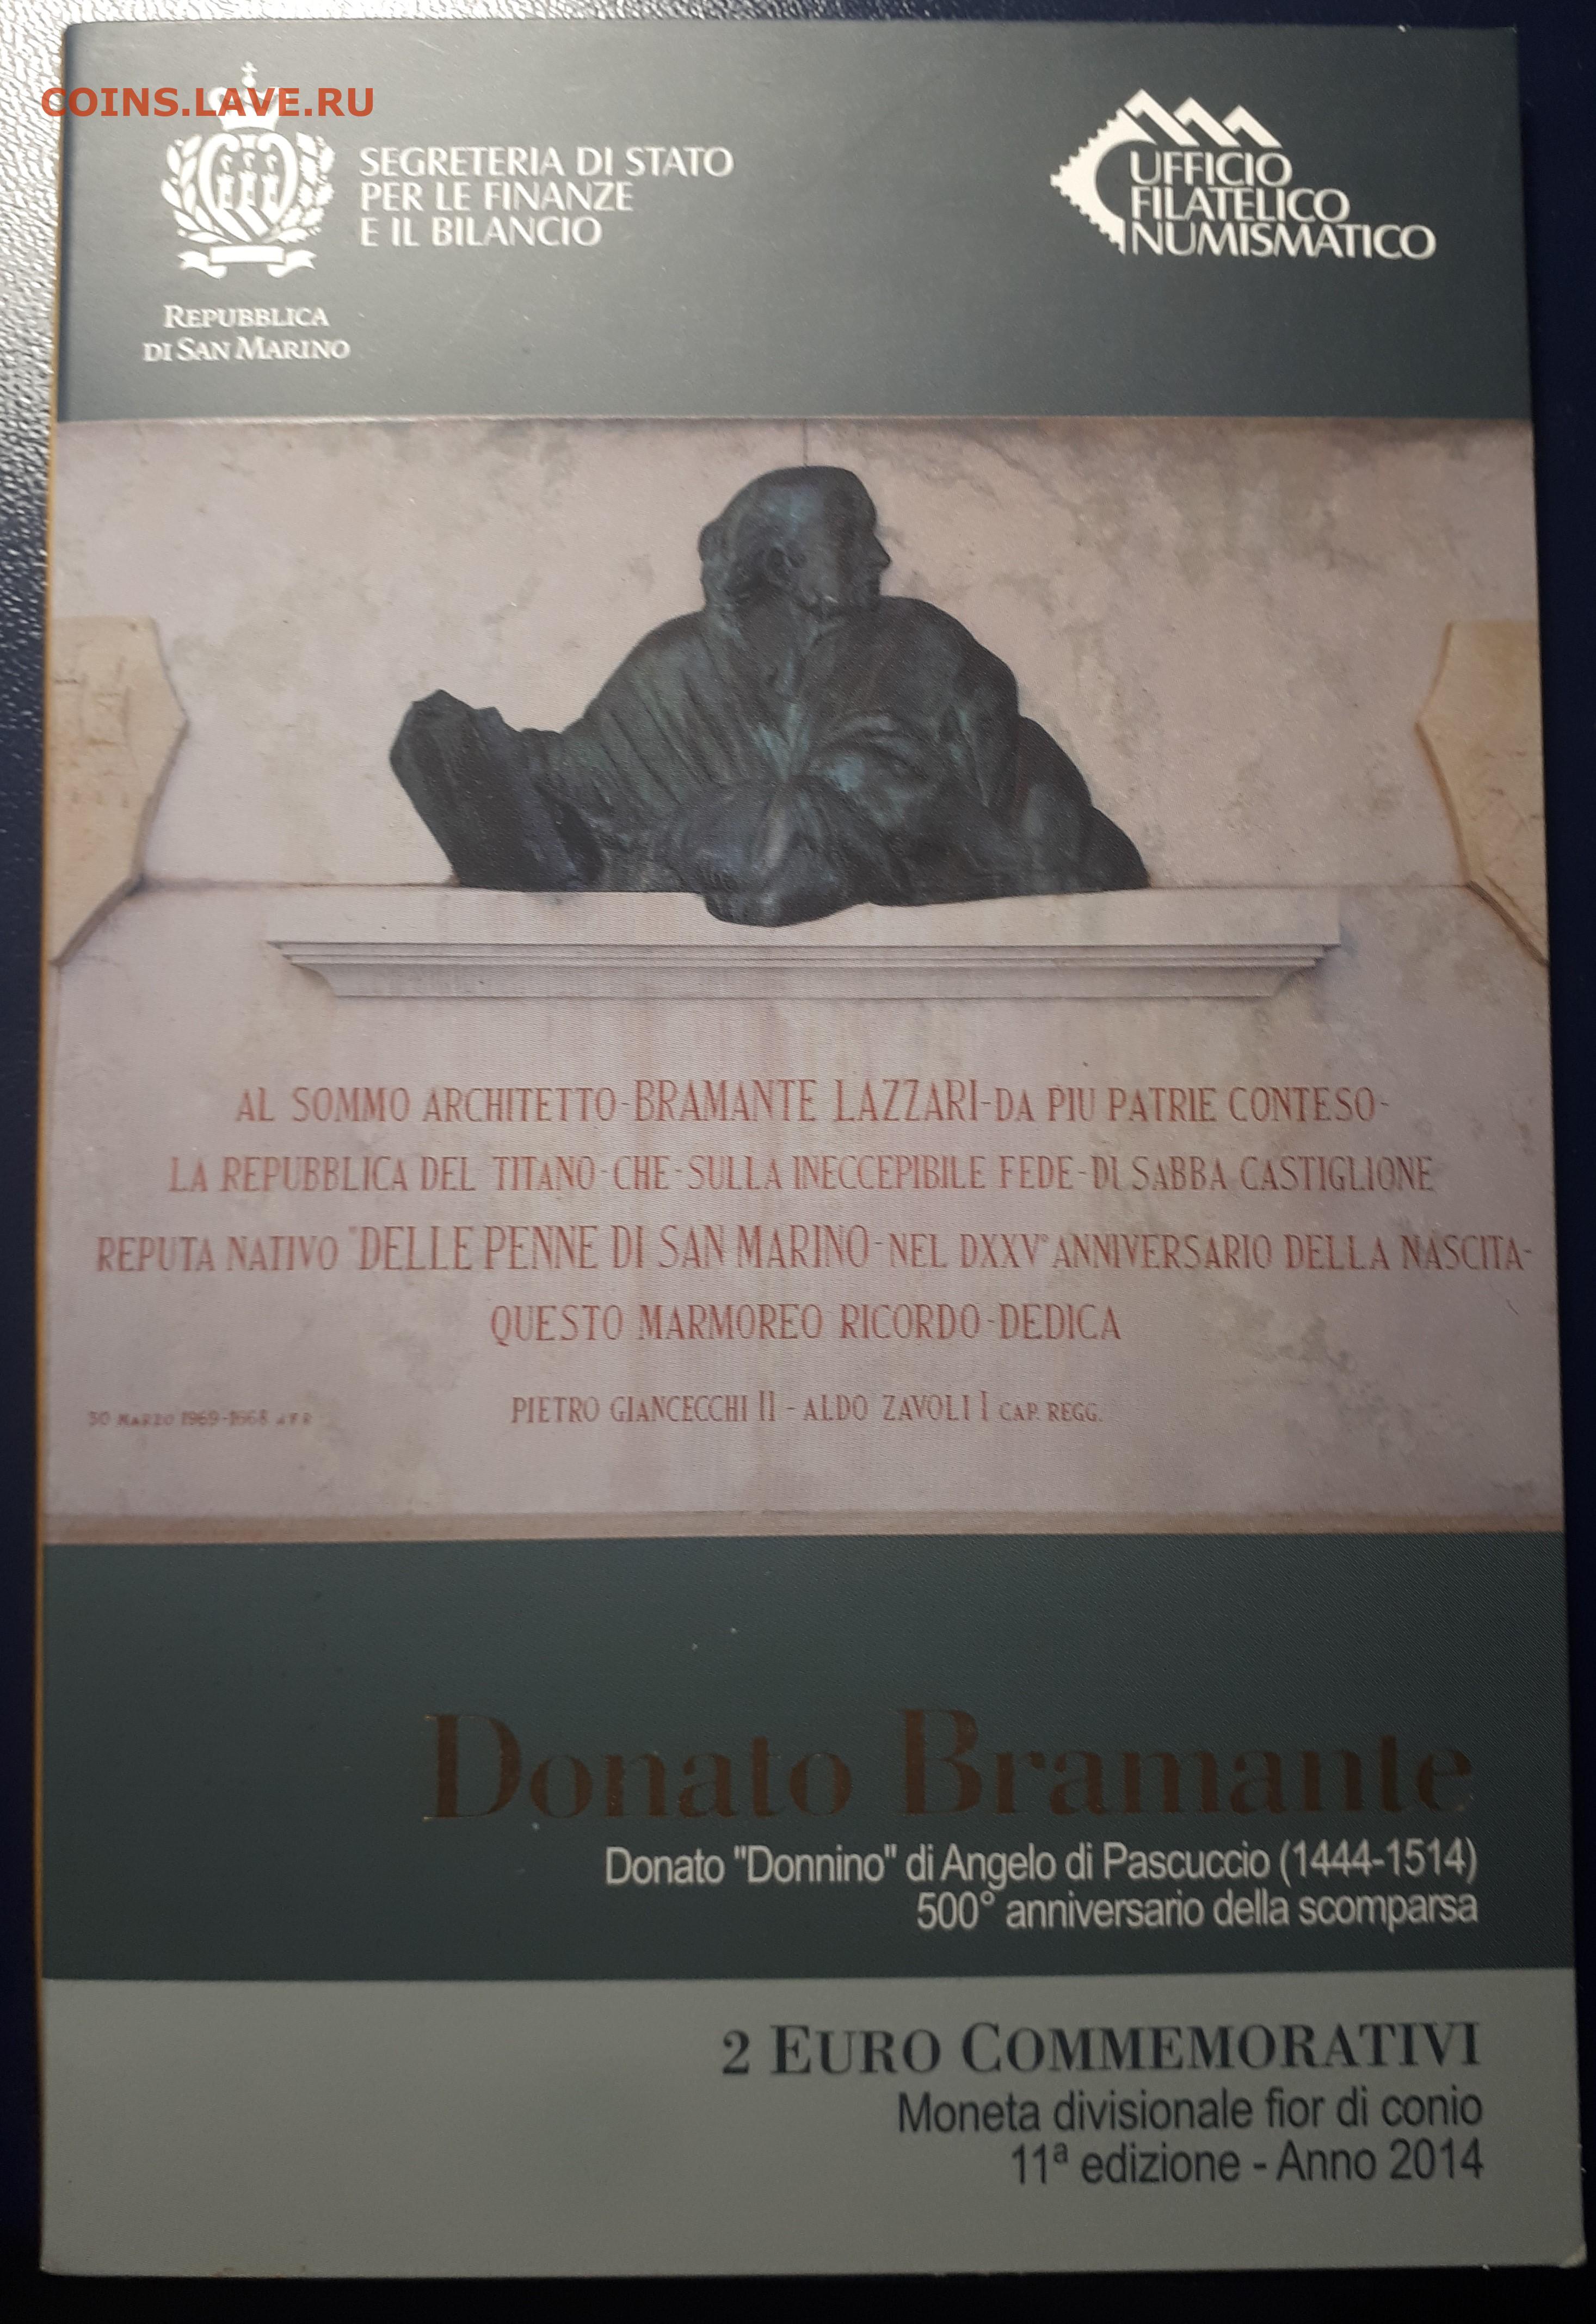 COINS.LAVE.RU
SEGRETERIA DI STATO
PER LE FINANZE
E IL BILANCIO
REPUBBLICA
DI SAN MARINO
UFFICIO
FILATELICO
NUMISMATICO
AL SOMMO ARCHITETTO-BRAMANTE LAZZARI-DA PIU PATRIE CONTESO-
LA REPUBBLICA DEL TITANO-CHE-SULLA INECCEPIBILE FEDE-DI SABBA CASTIGLIONE
REPUTA NATIVO "DELLE PENNE DI SAN MARINO-NEL DXXV° ANNIVERSARIO DELLA NASCITA-
QUESTO MARMOREO RICORDO-DEDICA
PIETRO GIANCECCHI II - ALDO ZAVOLI I CAP. REGG.
30 MARZO 1969-1668 d F R
Donato Bramante
Donato "Donnino" di Angelo di Pascuccio (1444-1514)
500° anniversario della scomparsa
2 EURO COMMEMORATIVI
Moneta divisionale fior di conio
11ª edizione - Anno 2014